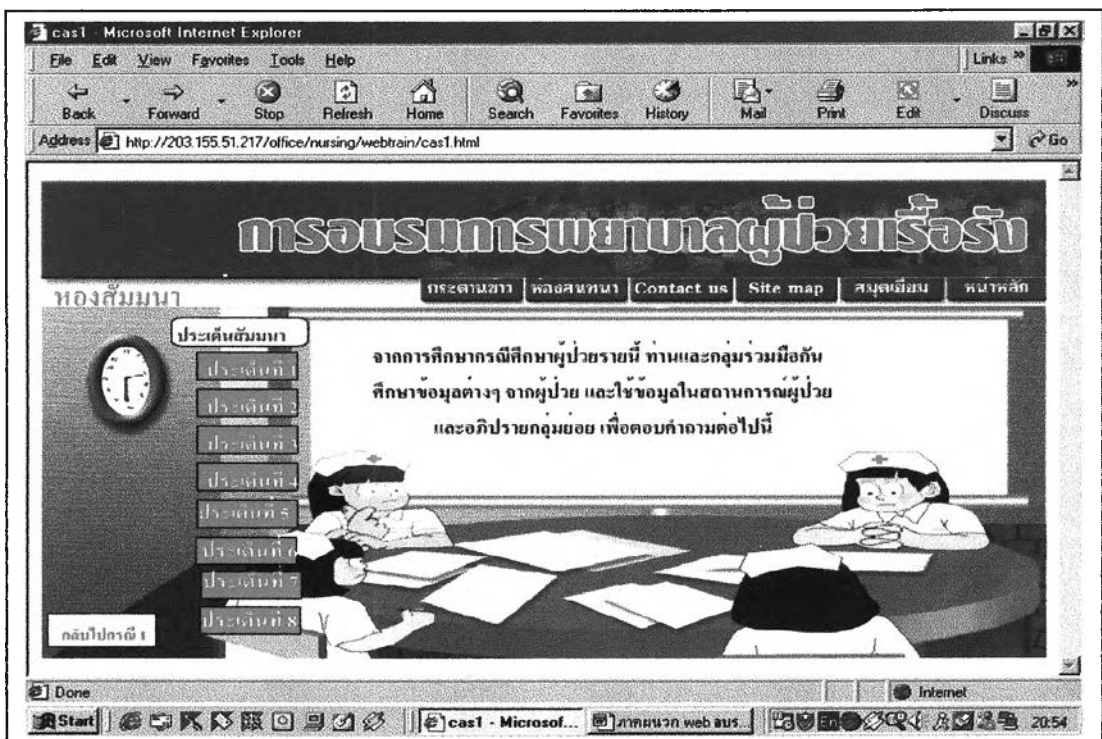 cas1 - Microsoft Internet Explorer
File Edit View Favorites Tools Help Links »
Back Forward Stop Refresh Home Search Favorites History Mail Print Edit Discuss »
Address http://203.155.51.217/office/nursing/webtrain/cas1.html Go
การอบรมการพยาบาลผู้ป่วยเรื้อรัง
กระดานข่าว ห้องสนทนา Contact us Site map สมุดเยี่ยม หน้าหลัก
ห้องสัมมนา
ประเด็นสัมมนา
ประเด็นที่ 1
ประเด็นที่ 2
ประเด็นที่ 3
ประเด็นที่ 4
ประเด็นที่ 5
ประเด็นที่ 6
ประเด็นที่ 7
ประเด็นที่ 8
จากการศึกษากรณีศึกษาผู้ป่วยรายนี้ ท่านและกลุ่มร่วมมือกัน
ศึกษาข้อมูลต่างๆ จากผู้ป่วย และใช้ข้อมูลในสถานการณ์ผู้ป่วย
และอภิปรายกลุ่มย่อย เพื่อตอบคำถามต่อไปนี้
กลับไปกรณี 1
Done Internet
Start cas1 - Microsof... ภาคผนวก web อบร... 20:54